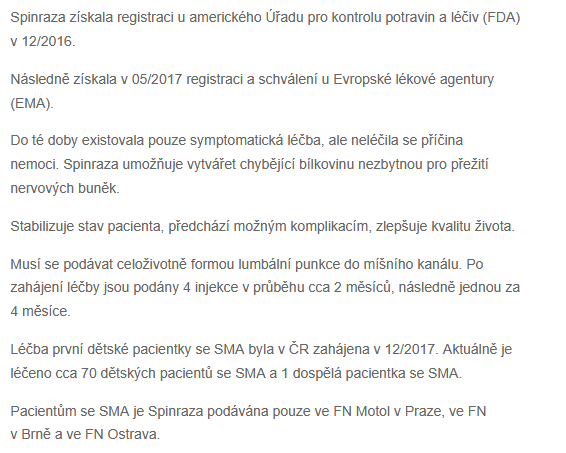 Spinraza získala registraci u amerického Úřadu pro kontrolu potravin a léčiv (FDA)
v 12/2016.
Následně získala v 05/2017 registraci a schválení u Evropské lékové agentury
(EMA).
Do té doby existovala pouze symptomatická léčba, ale neléčila se příčina
nemoci. Spinraza umožňuje vytvářet chybějící bílkovinu nezbytnou pro přežití
nervových buněk.
Stabilizuje stav pacienta, předchází možným komplikacím, zlepšuje kvalitu života.
Musí se podávat celoživotně formou lumbální punkce do míšního kanálu. Po
zahájení léčby jsou podány 4 injekce v průběhu cca 2 měsíců, následně jednou za
4 měsíce.
Léčba první dětské pacientky se SMA byla v ČR zahájena v 12/2017. Aktuálně je
léčeno cca 70 dětských pacientů se SMA a 1 dospělá pacientka se SMA.
Pacientům se SMA je Spinraza podávána pouze ve FN Motol v Praze, ve FN
v Brně a ve FN Ostrava.